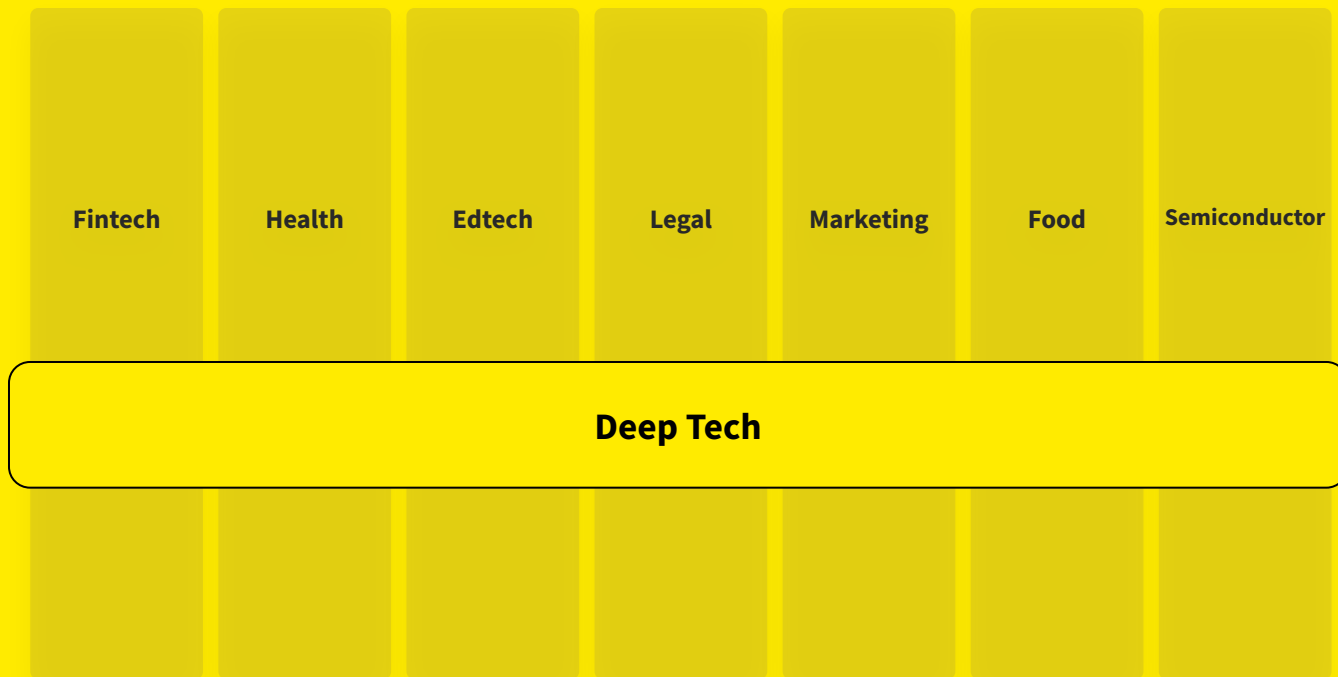 Fintech
Health
Edtech
Legal
Marketing
Food
Semiconductor
Deep Tech